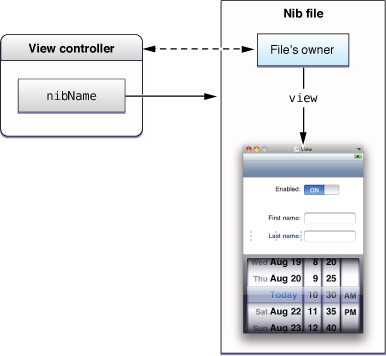 Nib file
View controller
File's owner
nibName
view
View
Enabled:
ON
First name:
Last name:
Wed Aug 19 8 20
Thu Aug 20 9 25
Today 10 30 AM
Sat Aug 22 11 35 PM
Sun Aug 23 12 40